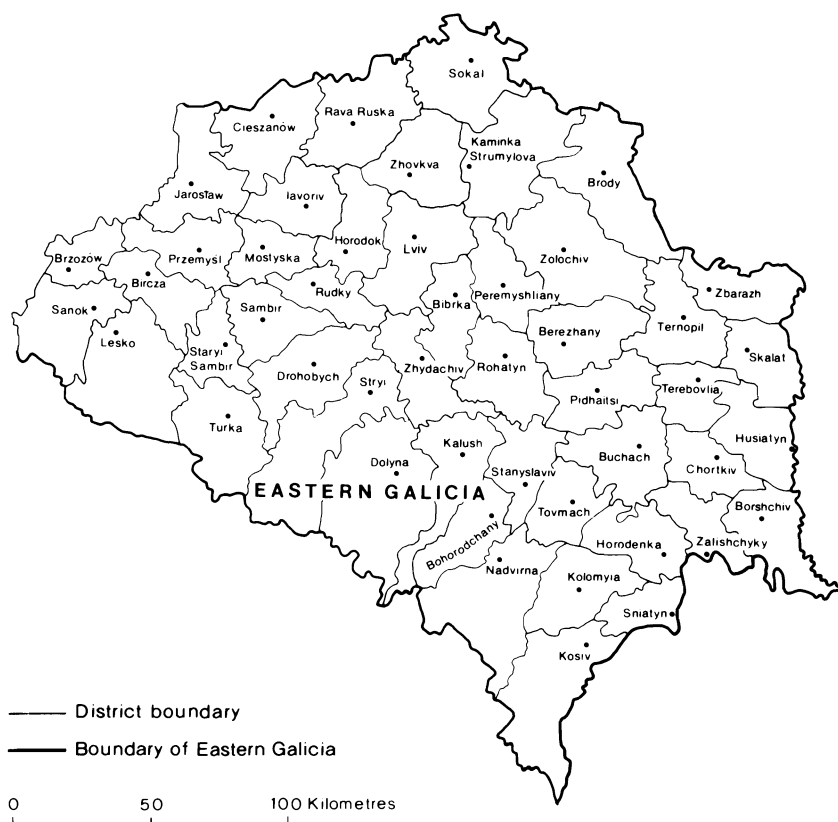 Sokal
Rava Ruska
Cieszanów
Kaminka
Strumylova
Zhovkva
Brody
Jarosław
Iavoriv
Horodok
Lviv
Zolochiv
Brzozów
Przemyśl
Mostyska
Bircza
Rudky
Bibrka
Peremyshliany
Zbarazh
Sanok
Sambir
Ternopil
Lesko
Staryi
Sambir
Berezhany
Skalat
Drohobych
Stryi
Zhydachiv
Rohatyn
Pidhaitsi
Terebovlia
Turka
Kalush
Husiatyn
Dolyna
Stanyslaviv
Buchach
Chortkiv
EASTERN GALICIA
Tovmach
Borshchiv
Bohorodchany
Horodenka
Zalishchyky
Nadvirna
Kolomyia
Sniatyn
Kosiv
District boundary
Boundary of Eastern Galicia
0 50 100 Kilometres